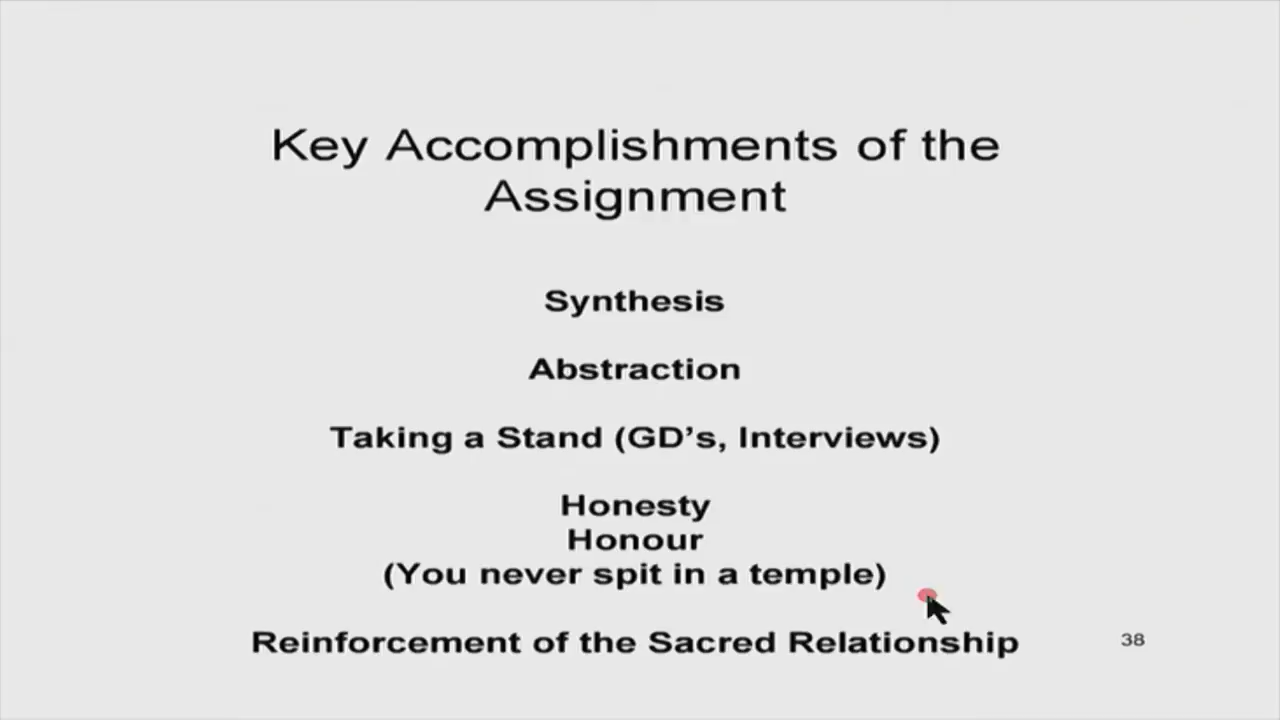 Key Accomplishments of the
Assignment
Synthesis
Abstraction
Taking a Stand (GD's, Interviews)
Honesty
Honour
(You never spit in a temple)
Reinforcement of the Sacred Relationship
38